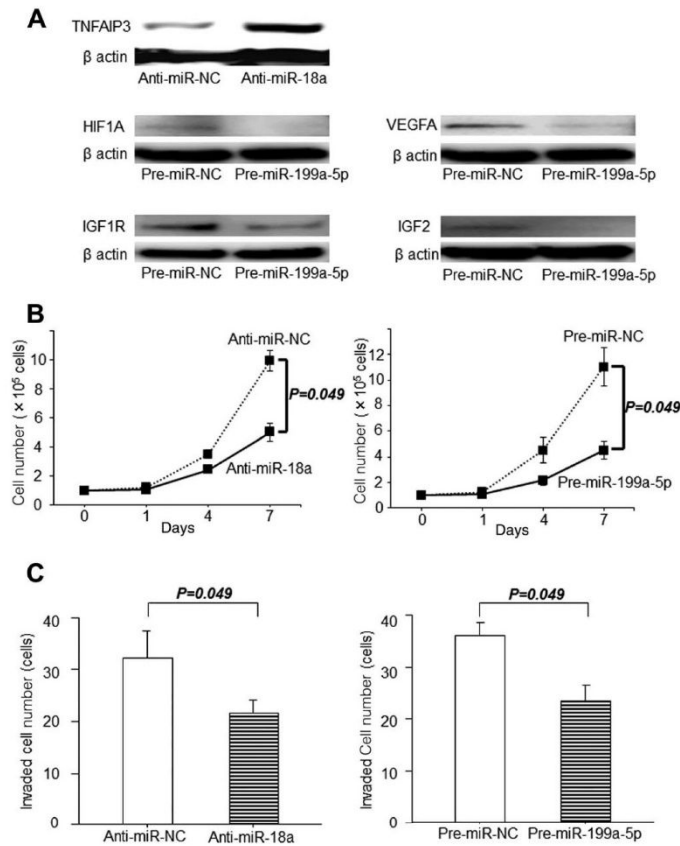 A
TNFAIP3
β actin
Anti-miR-NC Anti-miR-18a
HIF1A
β actin
Pre-miR-NC Pre-miR-199a-5p
VEGFA
β actin
Pre-miR-NC Pre-miR-199a-5p
IGF1R
β actin
Pre-miR-NC Pre-miR-199a-5p
IGF2
β actin
Pre-miR-NC Pre-miR-199a-5p
B
Cell number (×10⁵ cells)
10
8
6
4
2
0
Anti-miR-NC
P=0.049
Anti-miR-18a
0 1 4 7
Days
Cell number (×10⁵ cells)
12
10
8
6
4
2
0
Pre-miR-NC
P=0.049
Pre-miR-199a-5p
0 1 4 7
Days
C
P=0.049
Invaded cell number (cells)
40
30
20
10
0
Anti-miR-NC Anti-miR-18a
P=0.049
Invaded Cell number (cells)
40
30
20
10
0
Pre-miR-NC Pre-miR-199a-5p